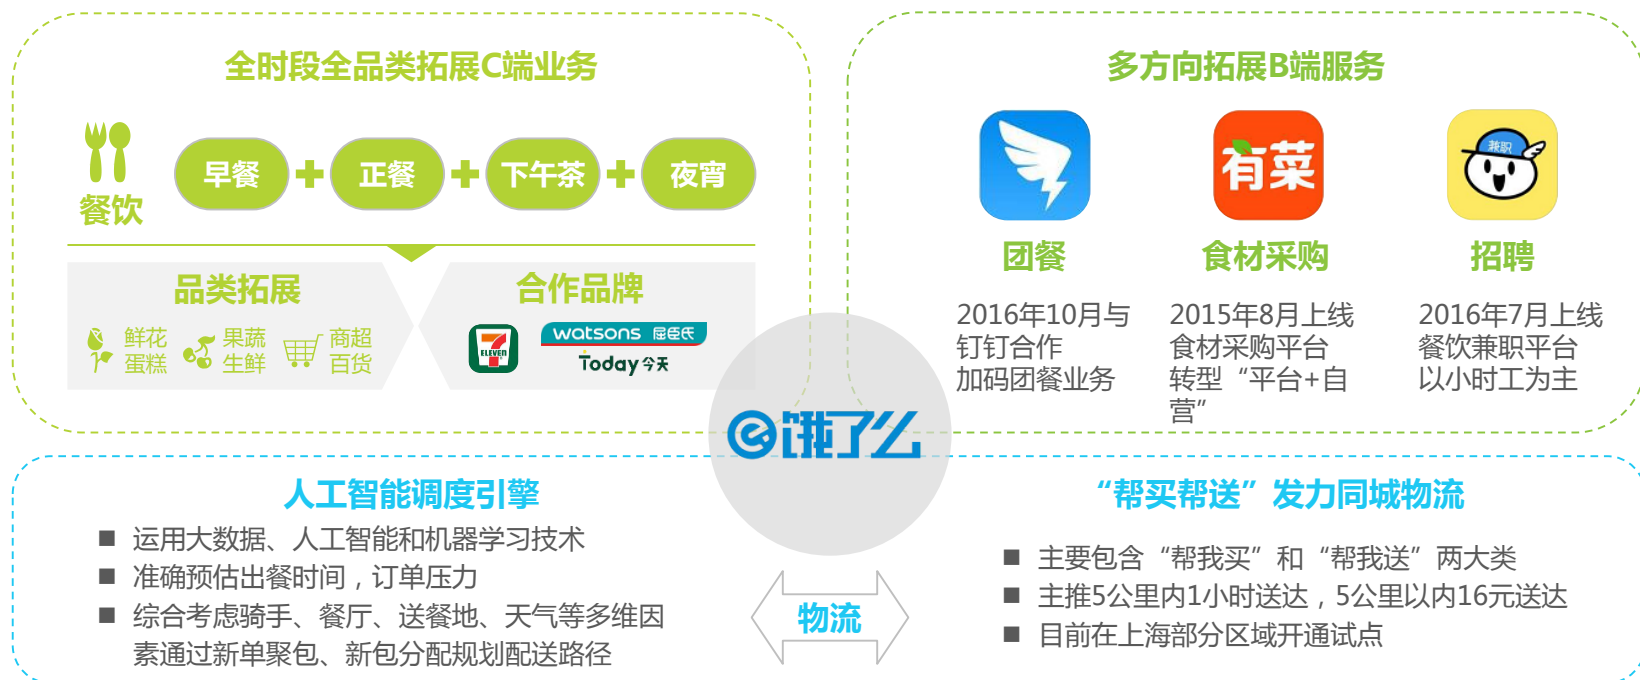 全时段全品类拓展C端业务
餐饮
早餐
正餐
下午茶
夜宵
品类拓展
鲜花
蛋糕
果蔬
生鲜
商超
百货
合作品牌
7
ELEVEN
watsons 屈臣氏
Today今天
多方向拓展B端服务
有菜
兼职
团餐
2016年10月与
钉钉合作
加码团餐业务
食材采购
2015年8月上线
食材采购平台
转型“平台+自
营”
招聘
2016年7月上线
餐饮兼职平台
以小时工为主
e饿了么
人工智能调度引擎
■ 运用大数据、人工智能和机器学习技术
■ 准确预估出餐时间，订单压力
■ 综合考虑骑手、餐厅、送餐地、天气等多维因
素通过新单聚包、新包分配规划配送路径
物流
“帮买帮送”发力同城物流
■ 主要包含“帮我买”和“帮我送”两大类
■ 主推5公里内1小时送达，5公里以内16元送达
■ 目前在上海部分区域开通试点